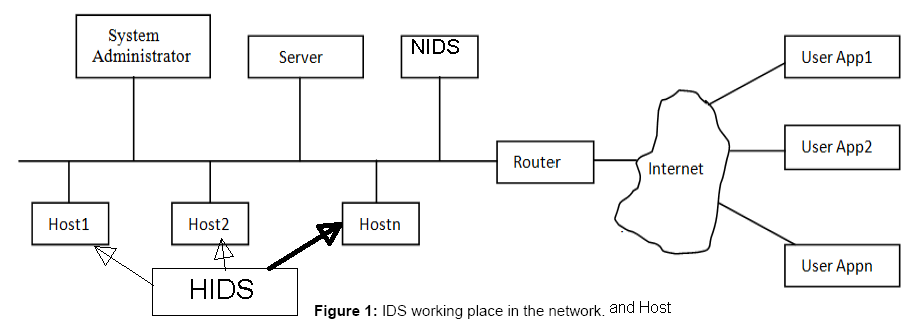 System
Administrator
Server
NIDS
User App1
User App2
Router
Internet
Host1
Host2
Hostn
User Appn
HIDS
Figure 1: IDS working place in the network. and Host